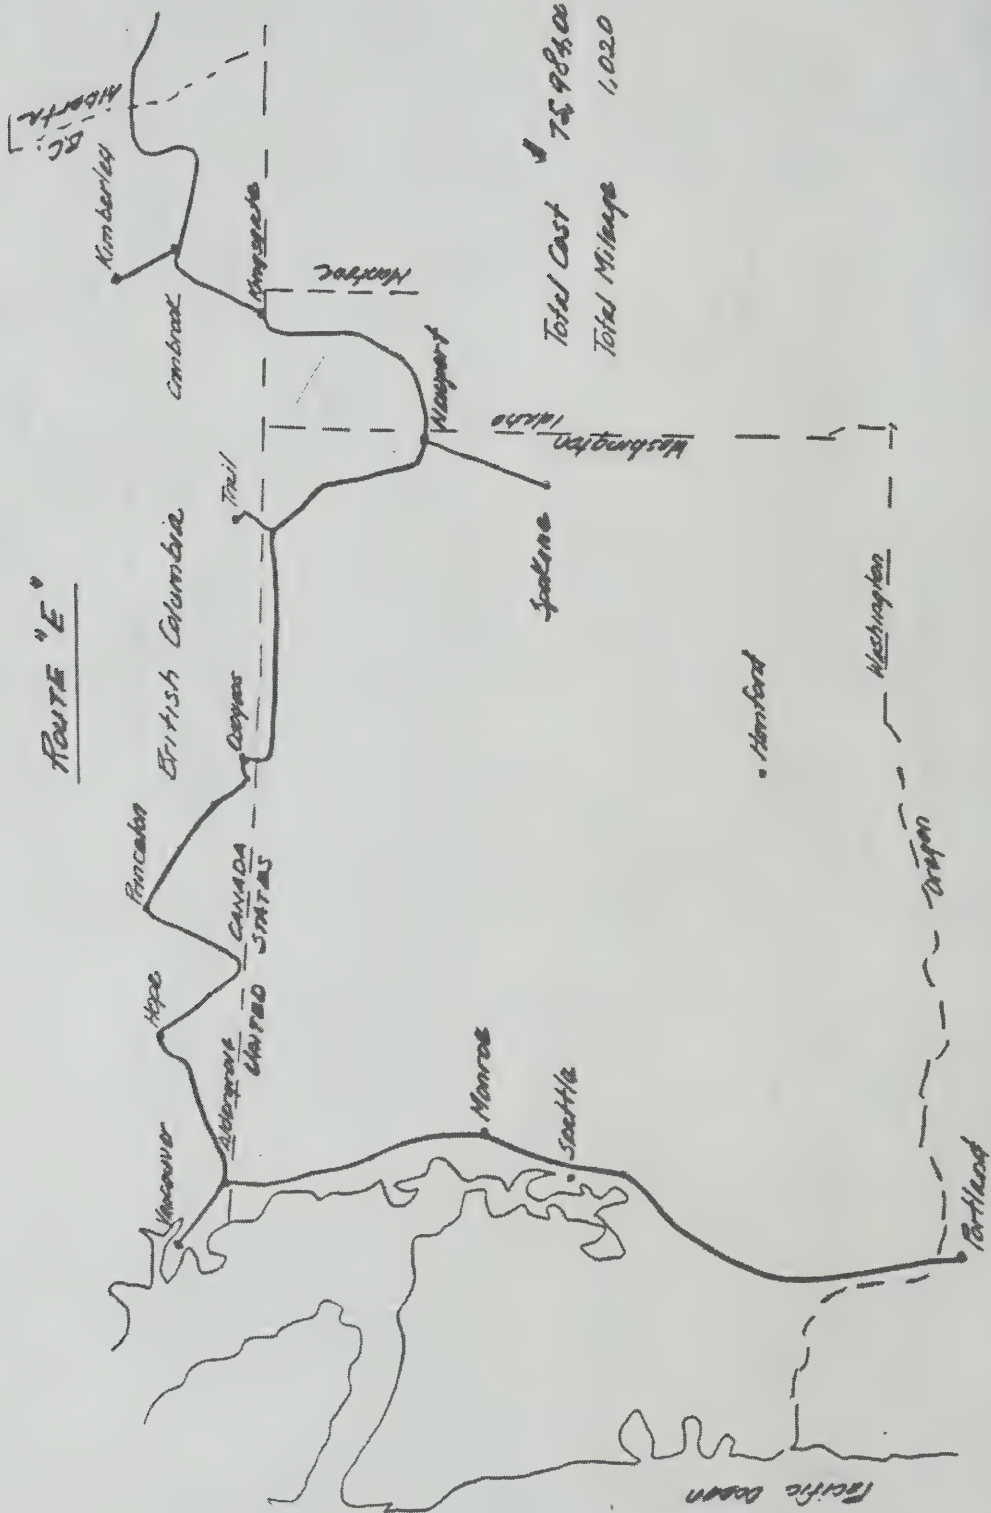 ROUTE "E"
B.C.
Alberta
Kimberley
Cranbrook
Kingsgate
British Columbia
Trail
Osoyoos
Princeton
Hope
Vancouver
Aldergrove
CANADA
UNITED STATES
Montana
Newport
Idaho
Washington
Spokane
Total Cost $
Total Mileage 1,020
Monroe
Seattle
Hanford
Washington
Oregon
Portland
Pacific Ocean